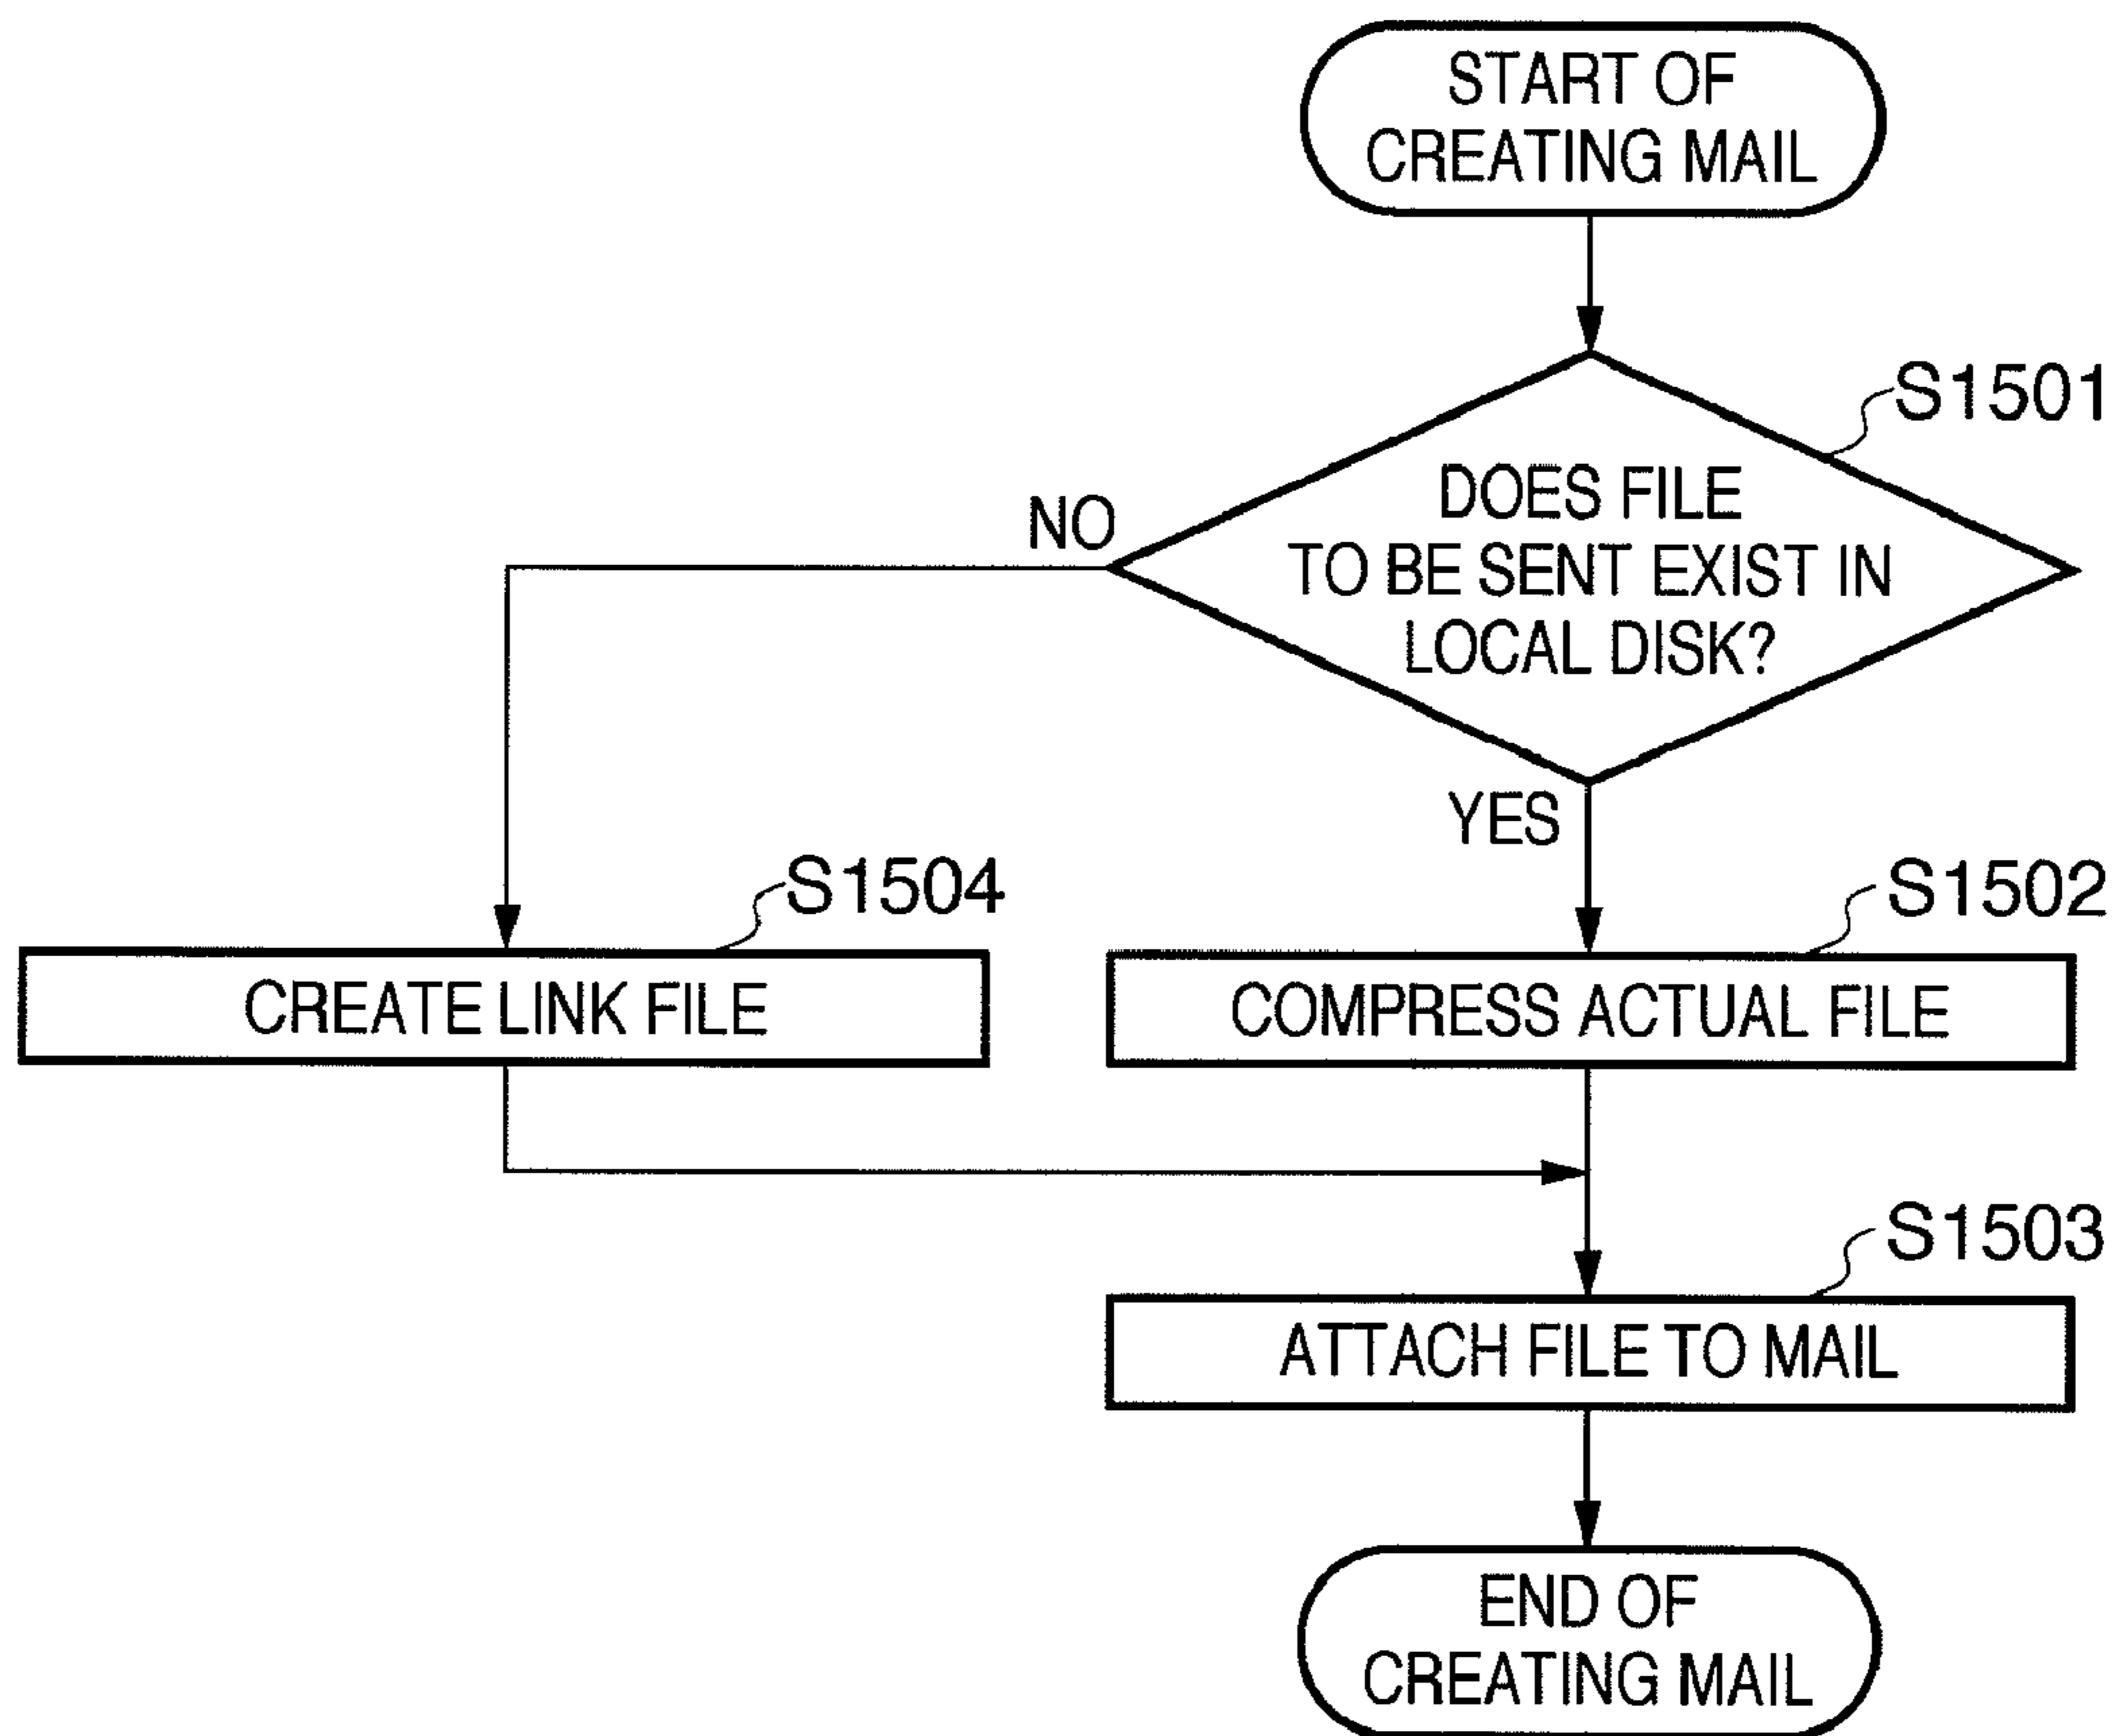 START OF
CREATING MAIL
S1501
DOES FILE
TO BE SENT EXIST IN
LOCAL DISK?
NO
YES
S1504
CREATE LINK FILE
S1502
COMPRESS ACTUAL FILE
S1503
ATTACH FILE TO MAIL
END OF
CREATING MAIL